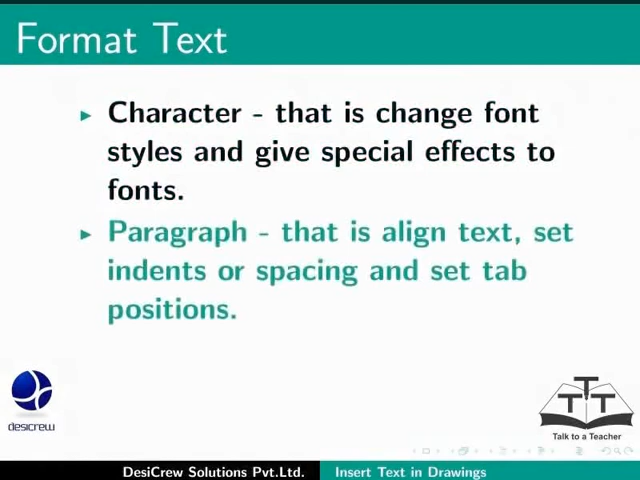 Format Text
Character - that is change font
styles and give special effects to
fonts.
Paragraph - that is align text, set
indents or spacing and set tab
positions.
desicrew
TTT
Talk to a Teacher
DesiCrew Solutions Pvt.Ltd.
Insert Text in Drawings